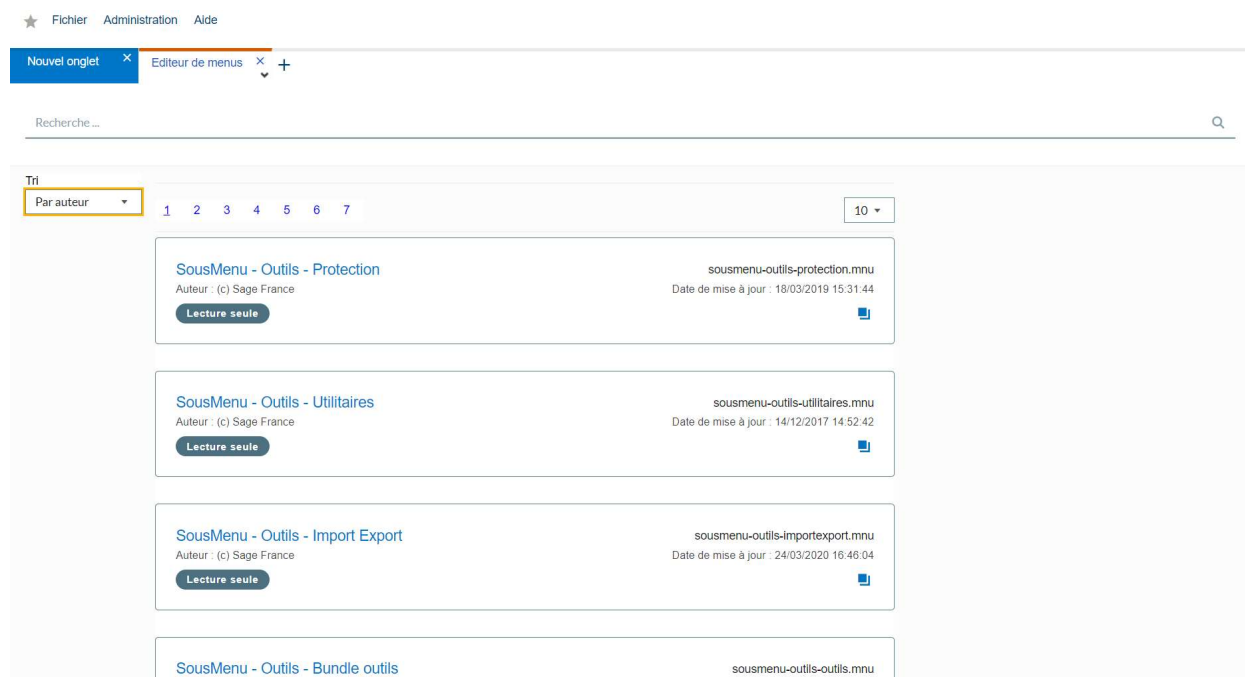 Fichier Administration Aide
Nouvel onglet × Editeur de menus × +
Recherche ...
Tri
Par auteur
1 2 3 4 5 6 7 10
SousMenu - Outils - Protection sousmenu-outils-protection.mnu
Auteur : (c) Sage France Date de mise à jour : 18/03/2019 15:31:44
Lecture seule
SousMenu - Outils - Utilitaires sousmenu-outils-utilitaires.mnu
Auteur : (c) Sage France Date de mise à jour : 14/12/2017 14:52:42
Lecture seule
SousMenu - Outils - Import Export sousmenu-outils-importexport.mnu
Auteur : (c) Sage France Date de mise à jour : 24/03/2020 16:46:04
Lecture seule
SousMenu - Outils - Bundle outils sousmenu-outils-outils.mnu